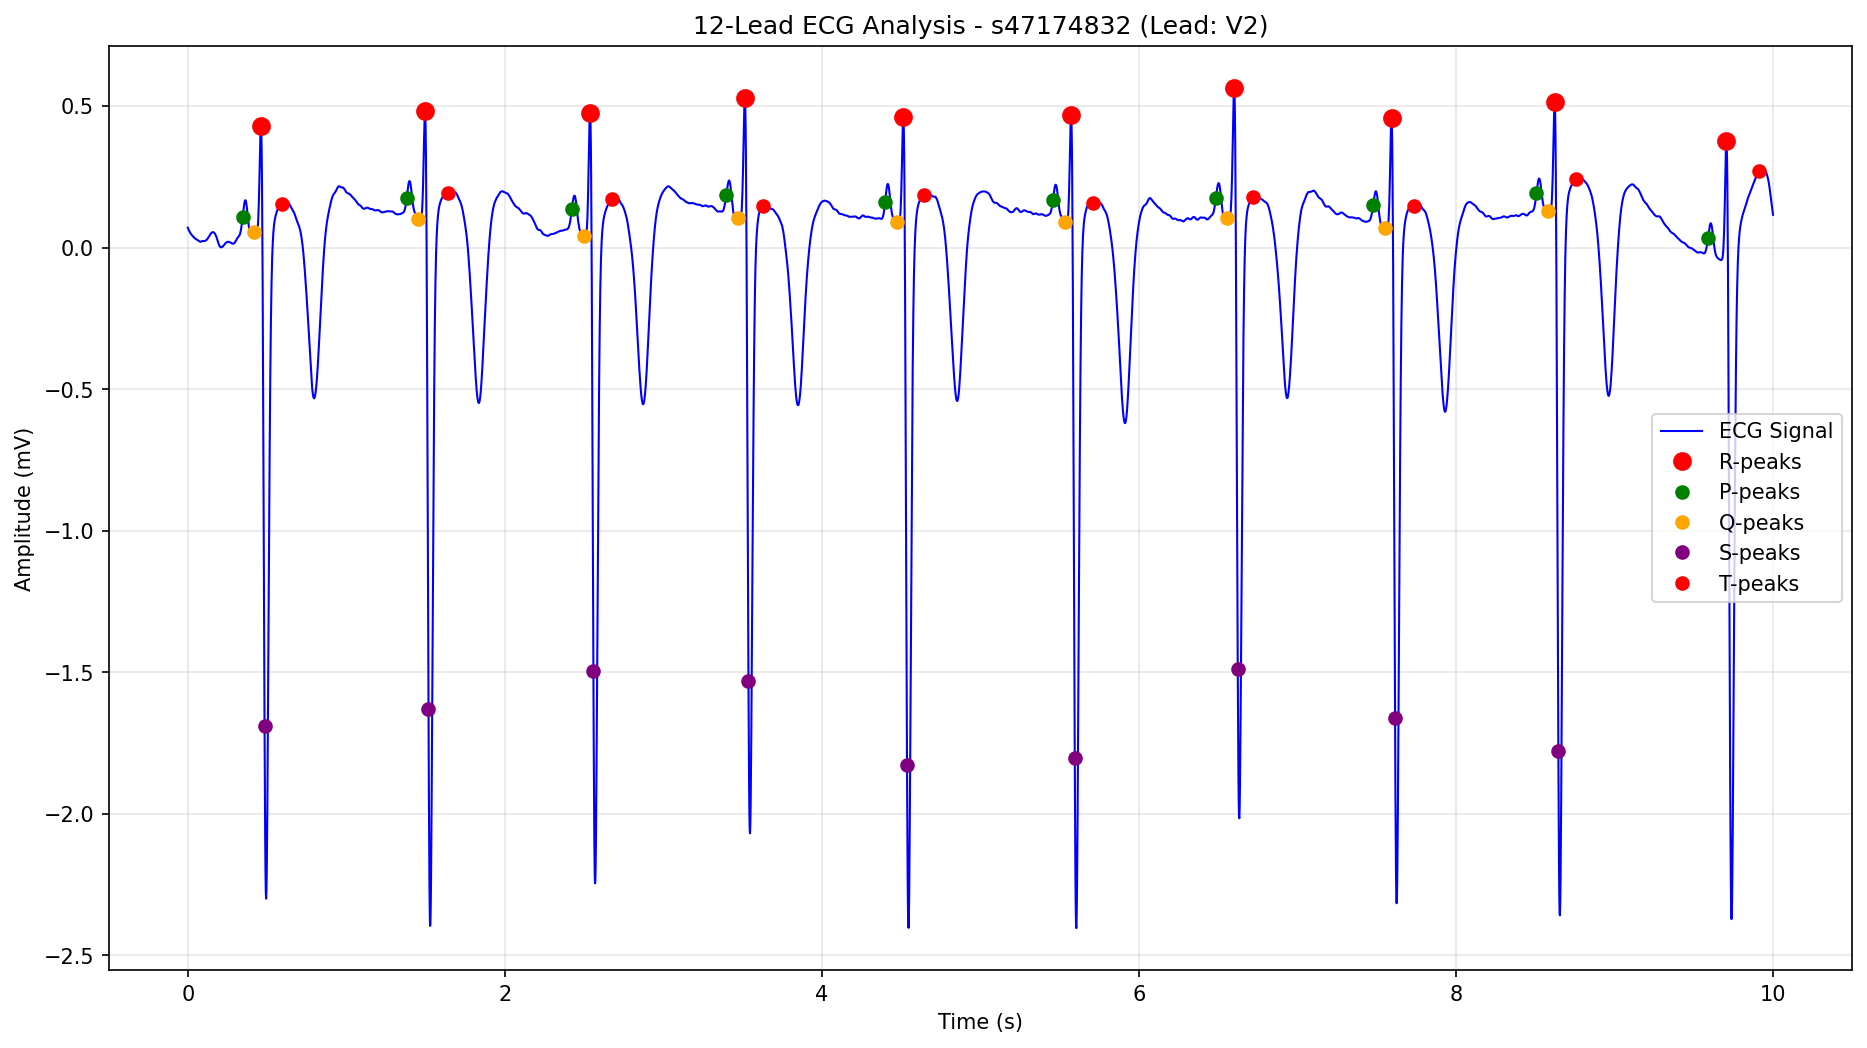 12-Lead ECG Analysis - s47174832 (Lead: V2)
Amplitude (mV)
0.5
0.0
−0.5
−1.0
−1.5
−2.0
−2.5
ECG Signal
R-peaks
P-peaks
Q-peaks
S-peaks
T-peaks
0 2 4 6 8 10
Time (s)